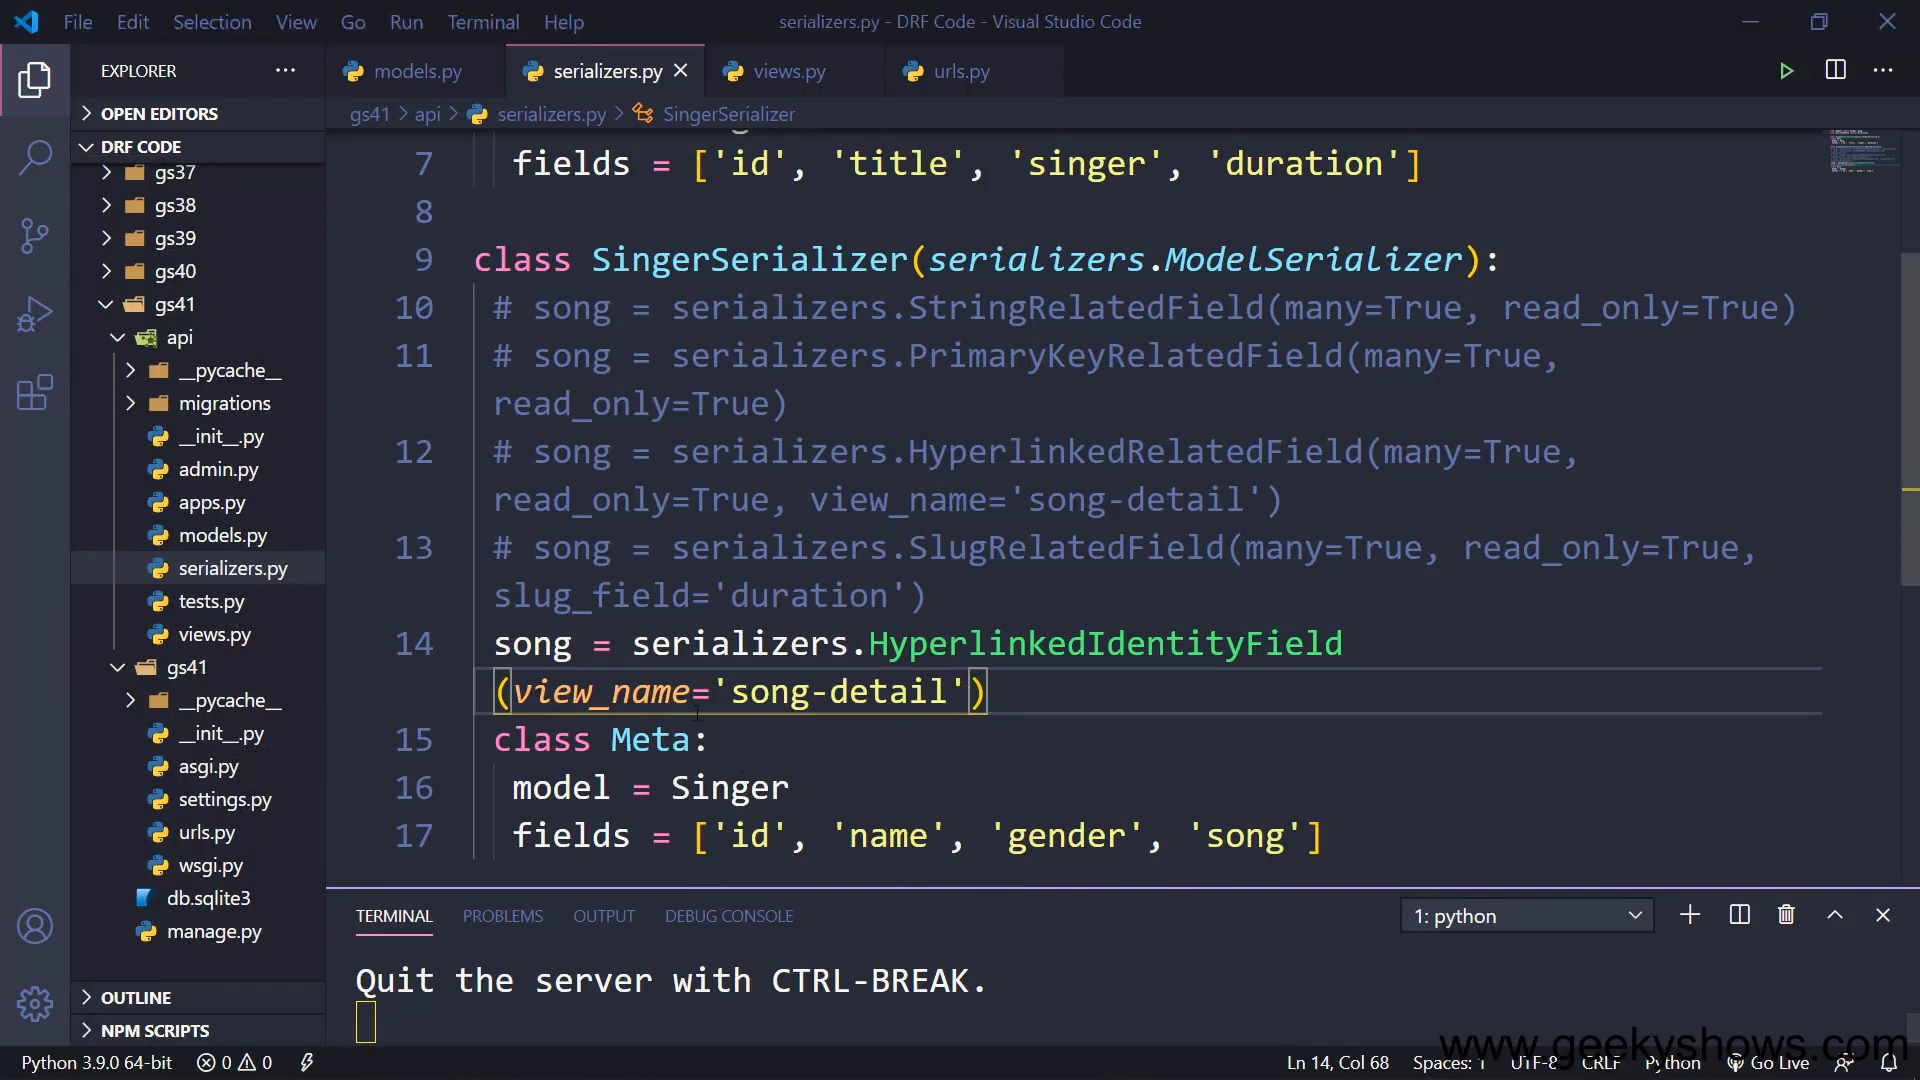 File Edit Selection View Go Run Terminal Help
serializers.py - DRF Code - Visual Studio Code
EXPLORER
models.py
serializers.py
views.py
urls.py
OPEN EDITORS
gs41 > api > serializers.py > SingerSerializer
DRF CODE
gs37
gs38
gs39
gs40
gs41
api
__pycache__
migrations
__init__.py
admin.py
apps.py
models.py
serializers.py
tests.py
views.py
gs41
__pycache__
__init__.py
asgi.py
settings.py
urls.py
wsgi.py
db.sqlite3
manage.py
OUTLINE
NPM SCRIPTS
7 fields = ['id', 'title', 'singer', 'duration']
8
9 class SingerSerializer(serializers.ModelSerializer):
10 # song = serializers.StringRelatedField(many=True, read_only=True)
11 # song = serializers.PrimaryKeyRelatedField(many=True,
read_only=True)
12 # song = serializers.HyperlinkedRelatedField(many=True,
read_only=True, view_name='song-detail')
13 # song = serializers.SlugRelatedField(many=True, read_only=True,
slug_field='duration')
14 song = serializers.HyperlinkedIdentityField
(view_name='song-detail')
15 class Meta:
16 model = Singer
17 fields = ['id', 'name', 'gender', 'song']
TERMINAL PROBLEMS OUTPUT DEBUG CONSOLE
1: python
Quit the server with CTRL-BREAK.
www.geekyshows.com
Python 3.9.0 64-bit 0 0
Ln 14, Col 68 Spaces: 1 UTF-8 CRLF Python Go Live